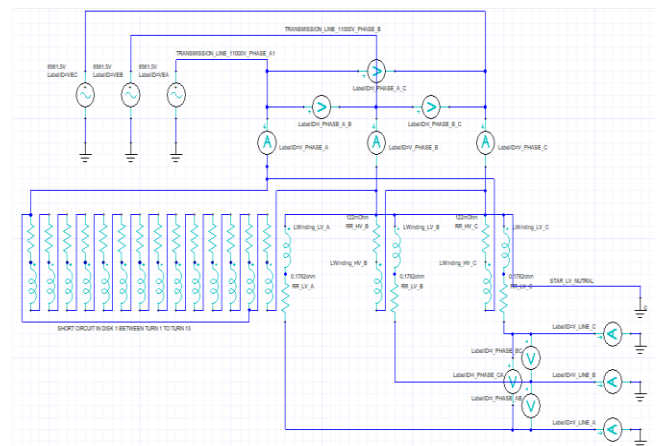 TRANSMISSION_LINE_11000V_PHASE_B
TRANSMISSION_LINE_11000V_PHASE_A1
8981.5V
LabelID=VEC
8981.5V
LabelID=VEB
8981.5V
LabelID=VEA
LabelID=I_PHASE_A_C
LabelID=I_PHASE_A_B
LabelID=I_PHASE_B_C
LabelID=V_PHASE_A
LabelID=V_PHASE_B
LabelID=V_PHASE_C
LWinding_LV_A
122mOhm
RR_HV_B
LWinding_LV_B
122mOhm
RR_HV_C
LWinding_LV_C
LWinding_HV_B
LWinding_HV_C
0.1782ohm
RR_LV_A
0.1782ohm
RR_LV_B
0.1782ohm
RR_LV_C
STAR_LV_NUTRAL
SHORT CIRCUIT IN DISK 1 BETWEEN TURN 1 TO TURN 13
LabelID=V_LINE_C
LabelID=I_PHASE_BC
LabelID=I_PHASE_CA
LabelID=V_LINE_B
LabelID=I_PHASE_AB
LabelID=V_LINE_A